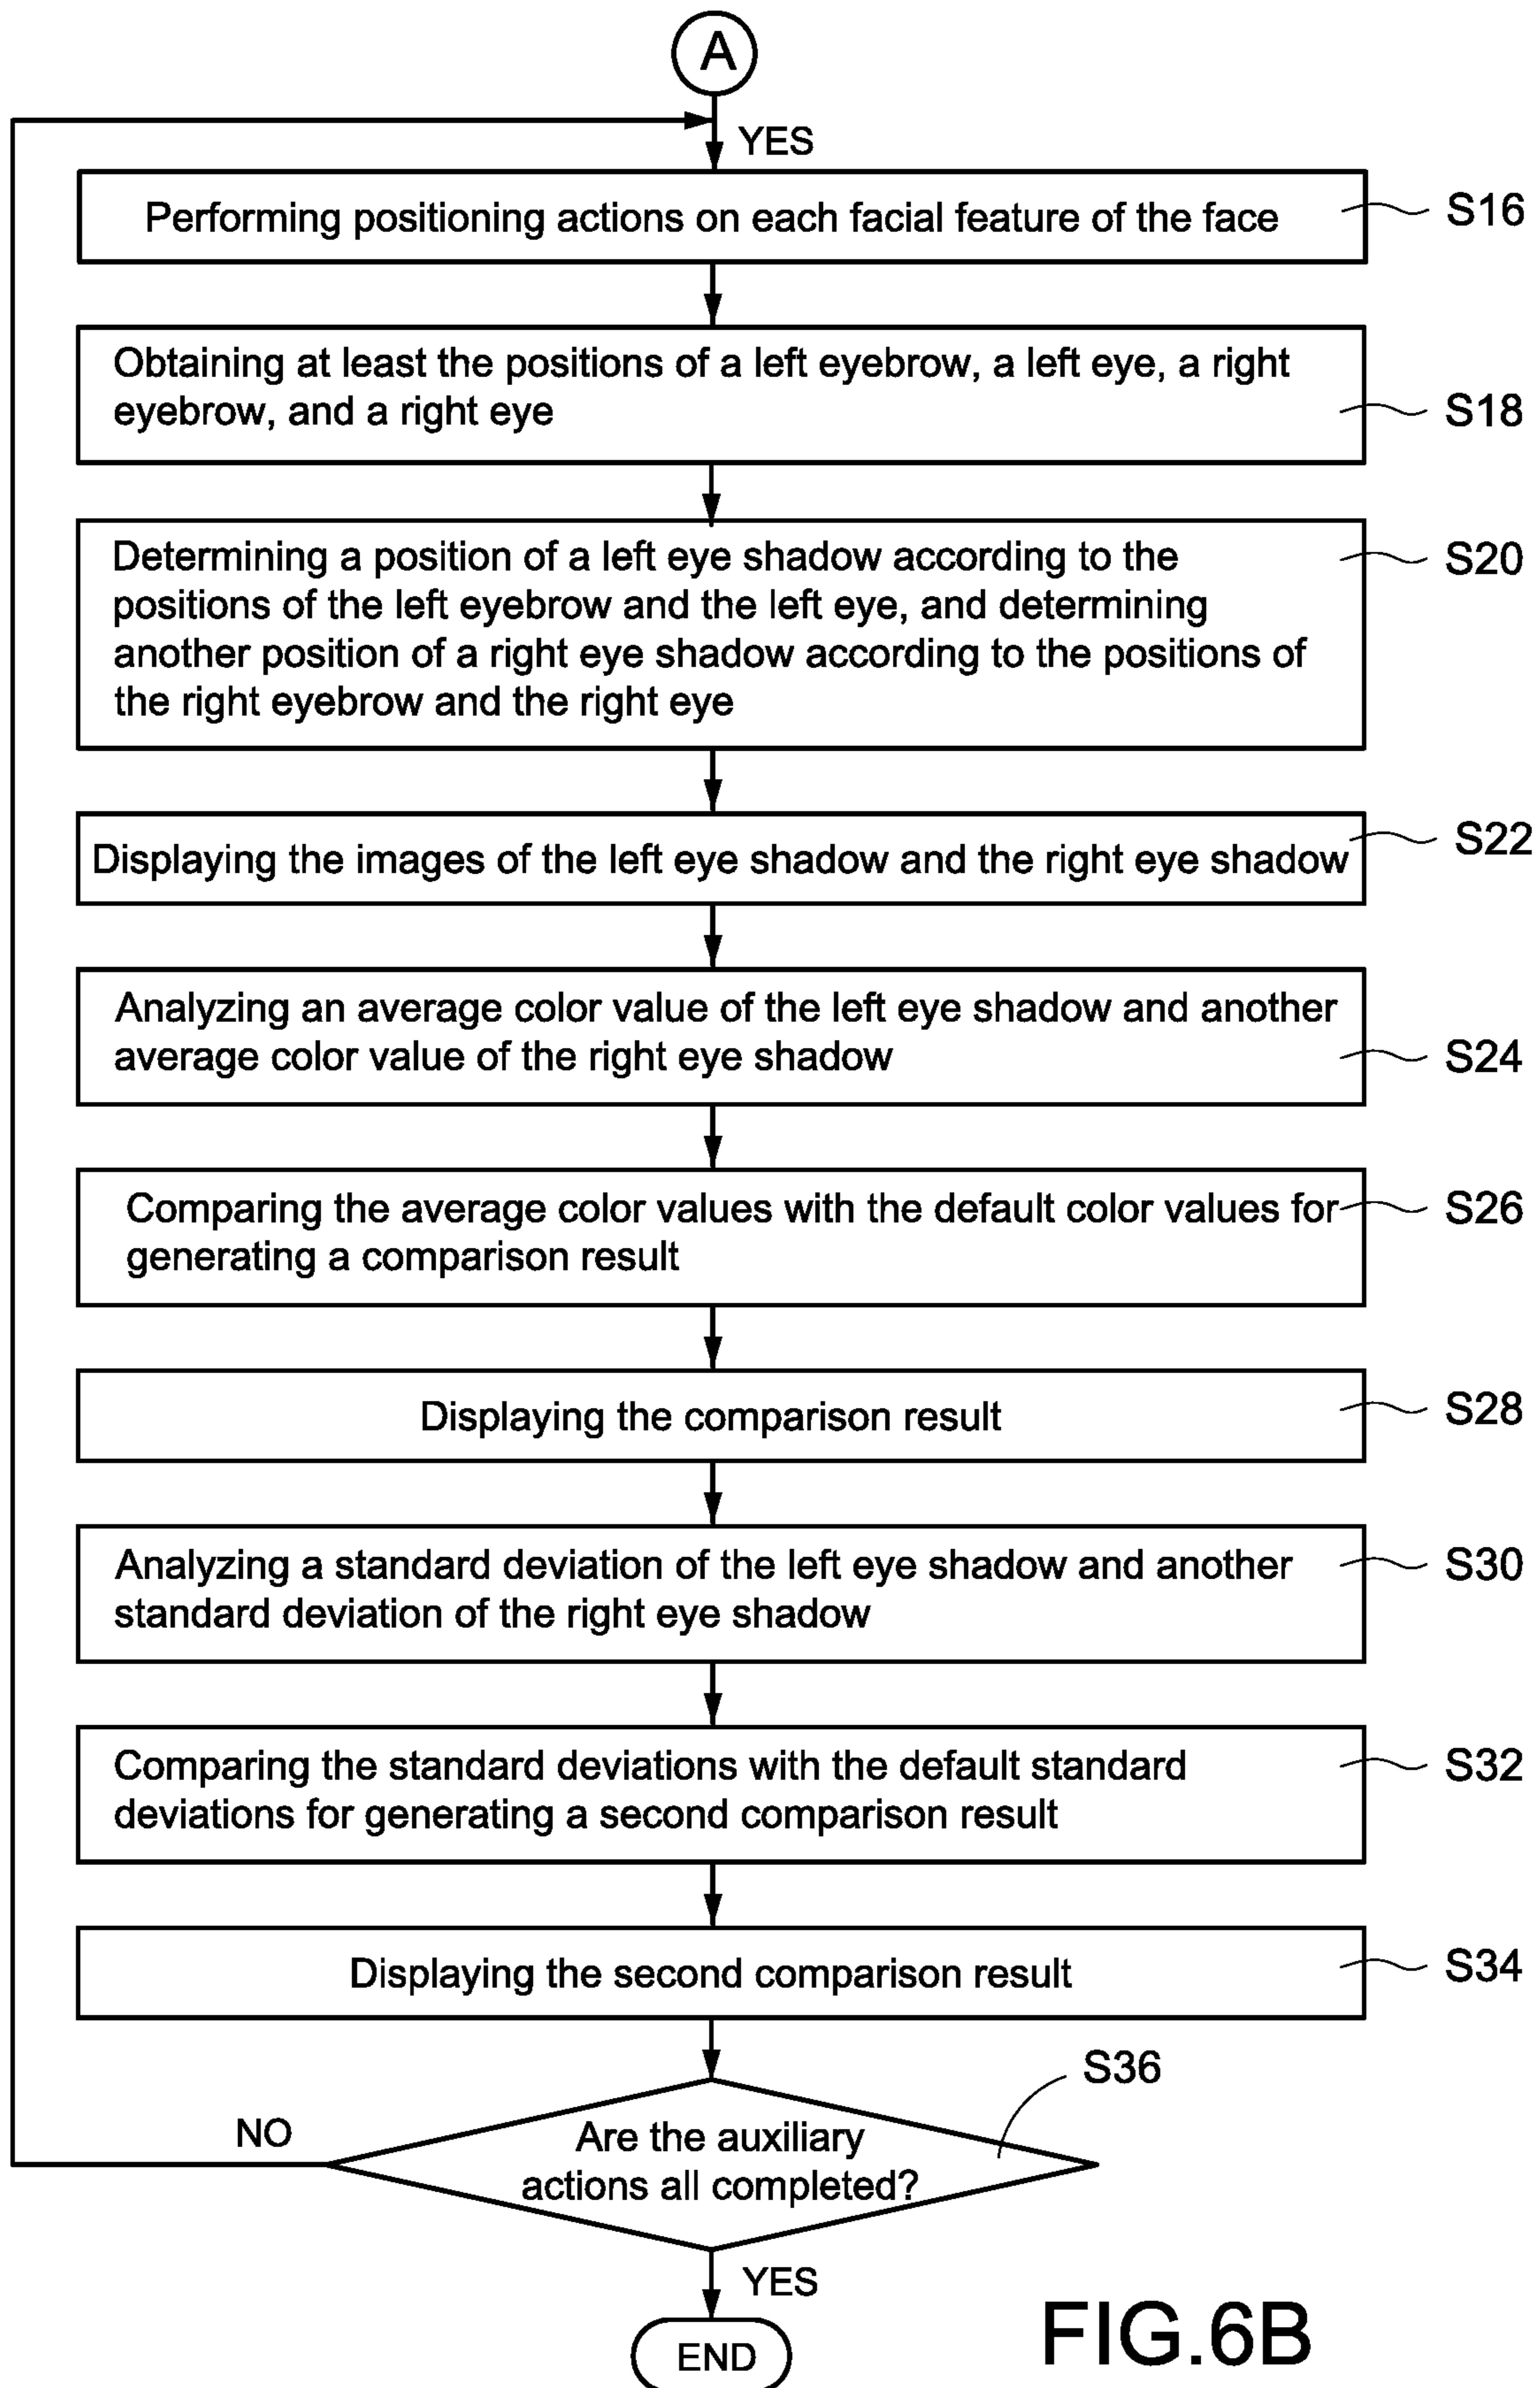 A
YES
Performing positioning actions on each facial feature of the face
S16
Obtaining at least the positions of a left eyebrow, a left eye, a right
eyebrow, and a right eye
S18
Determining a position of a left eye shadow according to the
positions of the left eyebrow and the left eye, and determining
another position of a right eye shadow according to the positions of
the right eyebrow and the right eye
S20
Displaying the images of the left eye shadow and the right eye shadow
S22
Analyzing an average color value of the left eye shadow and another
average color value of the right eye shadow
S24
Comparing the average color values with the default color values for
generating a comparison result
S26
Displaying the comparison result
S28
Analyzing a standard deviation of the left eye shadow and another
standard deviation of the right eye shadow
S30
Comparing the standard deviations with the default standard
deviations for generating a second comparison result
S32
Displaying the second comparison result
S34
S36
NO
Are the auxiliary
actions all completed?
YES
END
FIG.6B